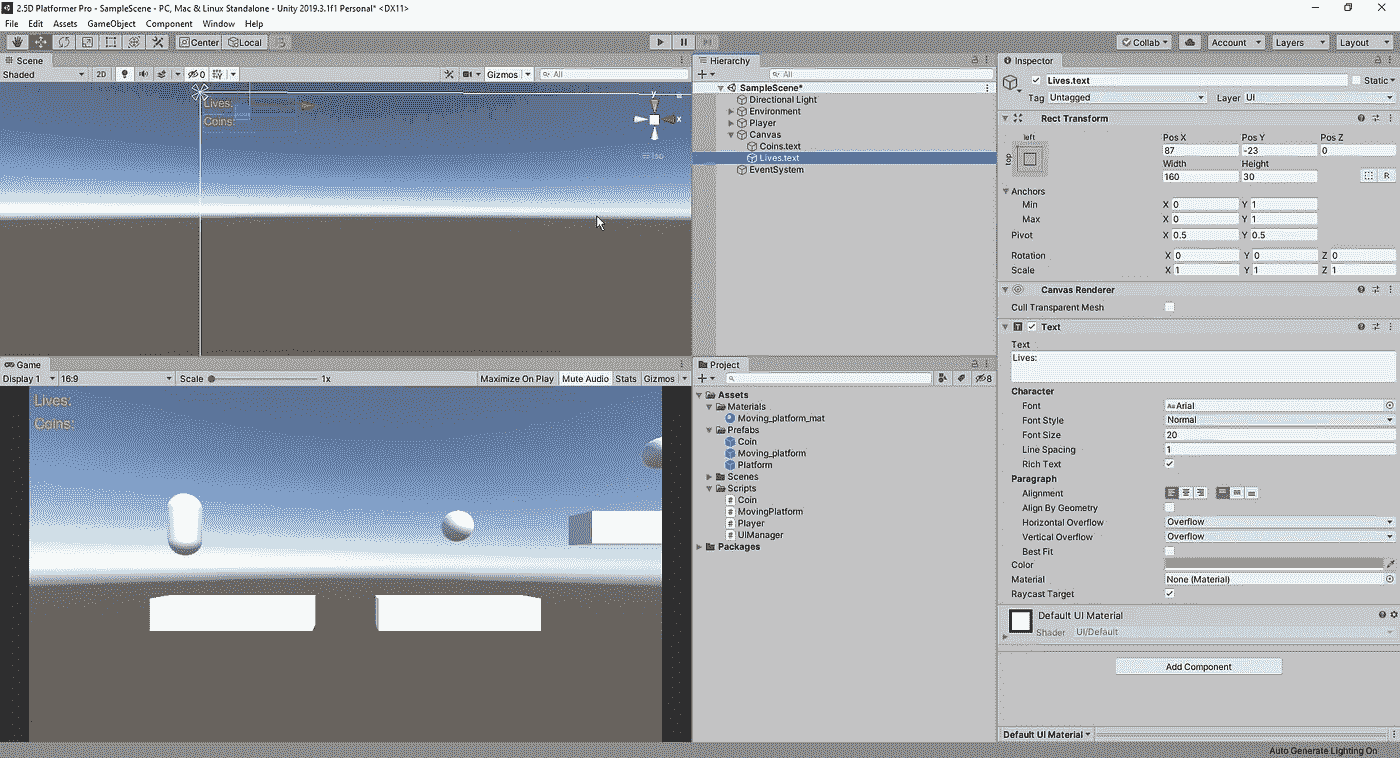 2.5D Platformer Pro - SampleScene - PC, Mac & Linux Standalone - Unity 2019.3.1f1 Personal* <DX11>
File Edit Assets GameObject Component Window Help
Center Local Collab Account Layers Layout
Scene
Shaded 2D 0 Gizmos All
Lives:
Coins:
y
x
Iso
Game
Display 1 16:9 Scale 1x Maximize On Play Mute Audio Stats Gizmos
Lives:
Coins:
Hierarchy
All
SampleScene*
Directional Light
Environment
Player
Canvas
Coins.text
Lives.text
EventSystem
Project
8
Assets
Materials
Moving_platform_mat
Prefabs
Coin
Moving_platform
Platform
Scenes
Scripts
Coin
MovingPlatform
Player
UIManager
Packages
Inspector
Lives.text Static
Tag Untagged Layer UI
Rect Transform
left
top
Pos X Pos Y Pos Z
87 -23 0
Width Height
160 30 R
Anchors
Min X 0 Y 1
Max X 0 Y 1
Pivot X 0.5 Y 0.5
Rotation X 0 Y 0 Z 0
Scale X 1 Y 1 Z 1
Canvas Renderer
Cull Transparent Mesh
Text
Text
Lives:
Character
Font Arial
Font Style Normal
Font Size 20
Line Spacing 1
Rich Text
Paragraph
Alignment
Align By Geometry
Horizontal Overflow Overflow
Vertical Overflow Overflow
Best Fit
Color
Material None (Material)
Raycast Target
Default UI Material
Shader UI/Default
Add Component
Default UI Material
Auto Generate Lighting On